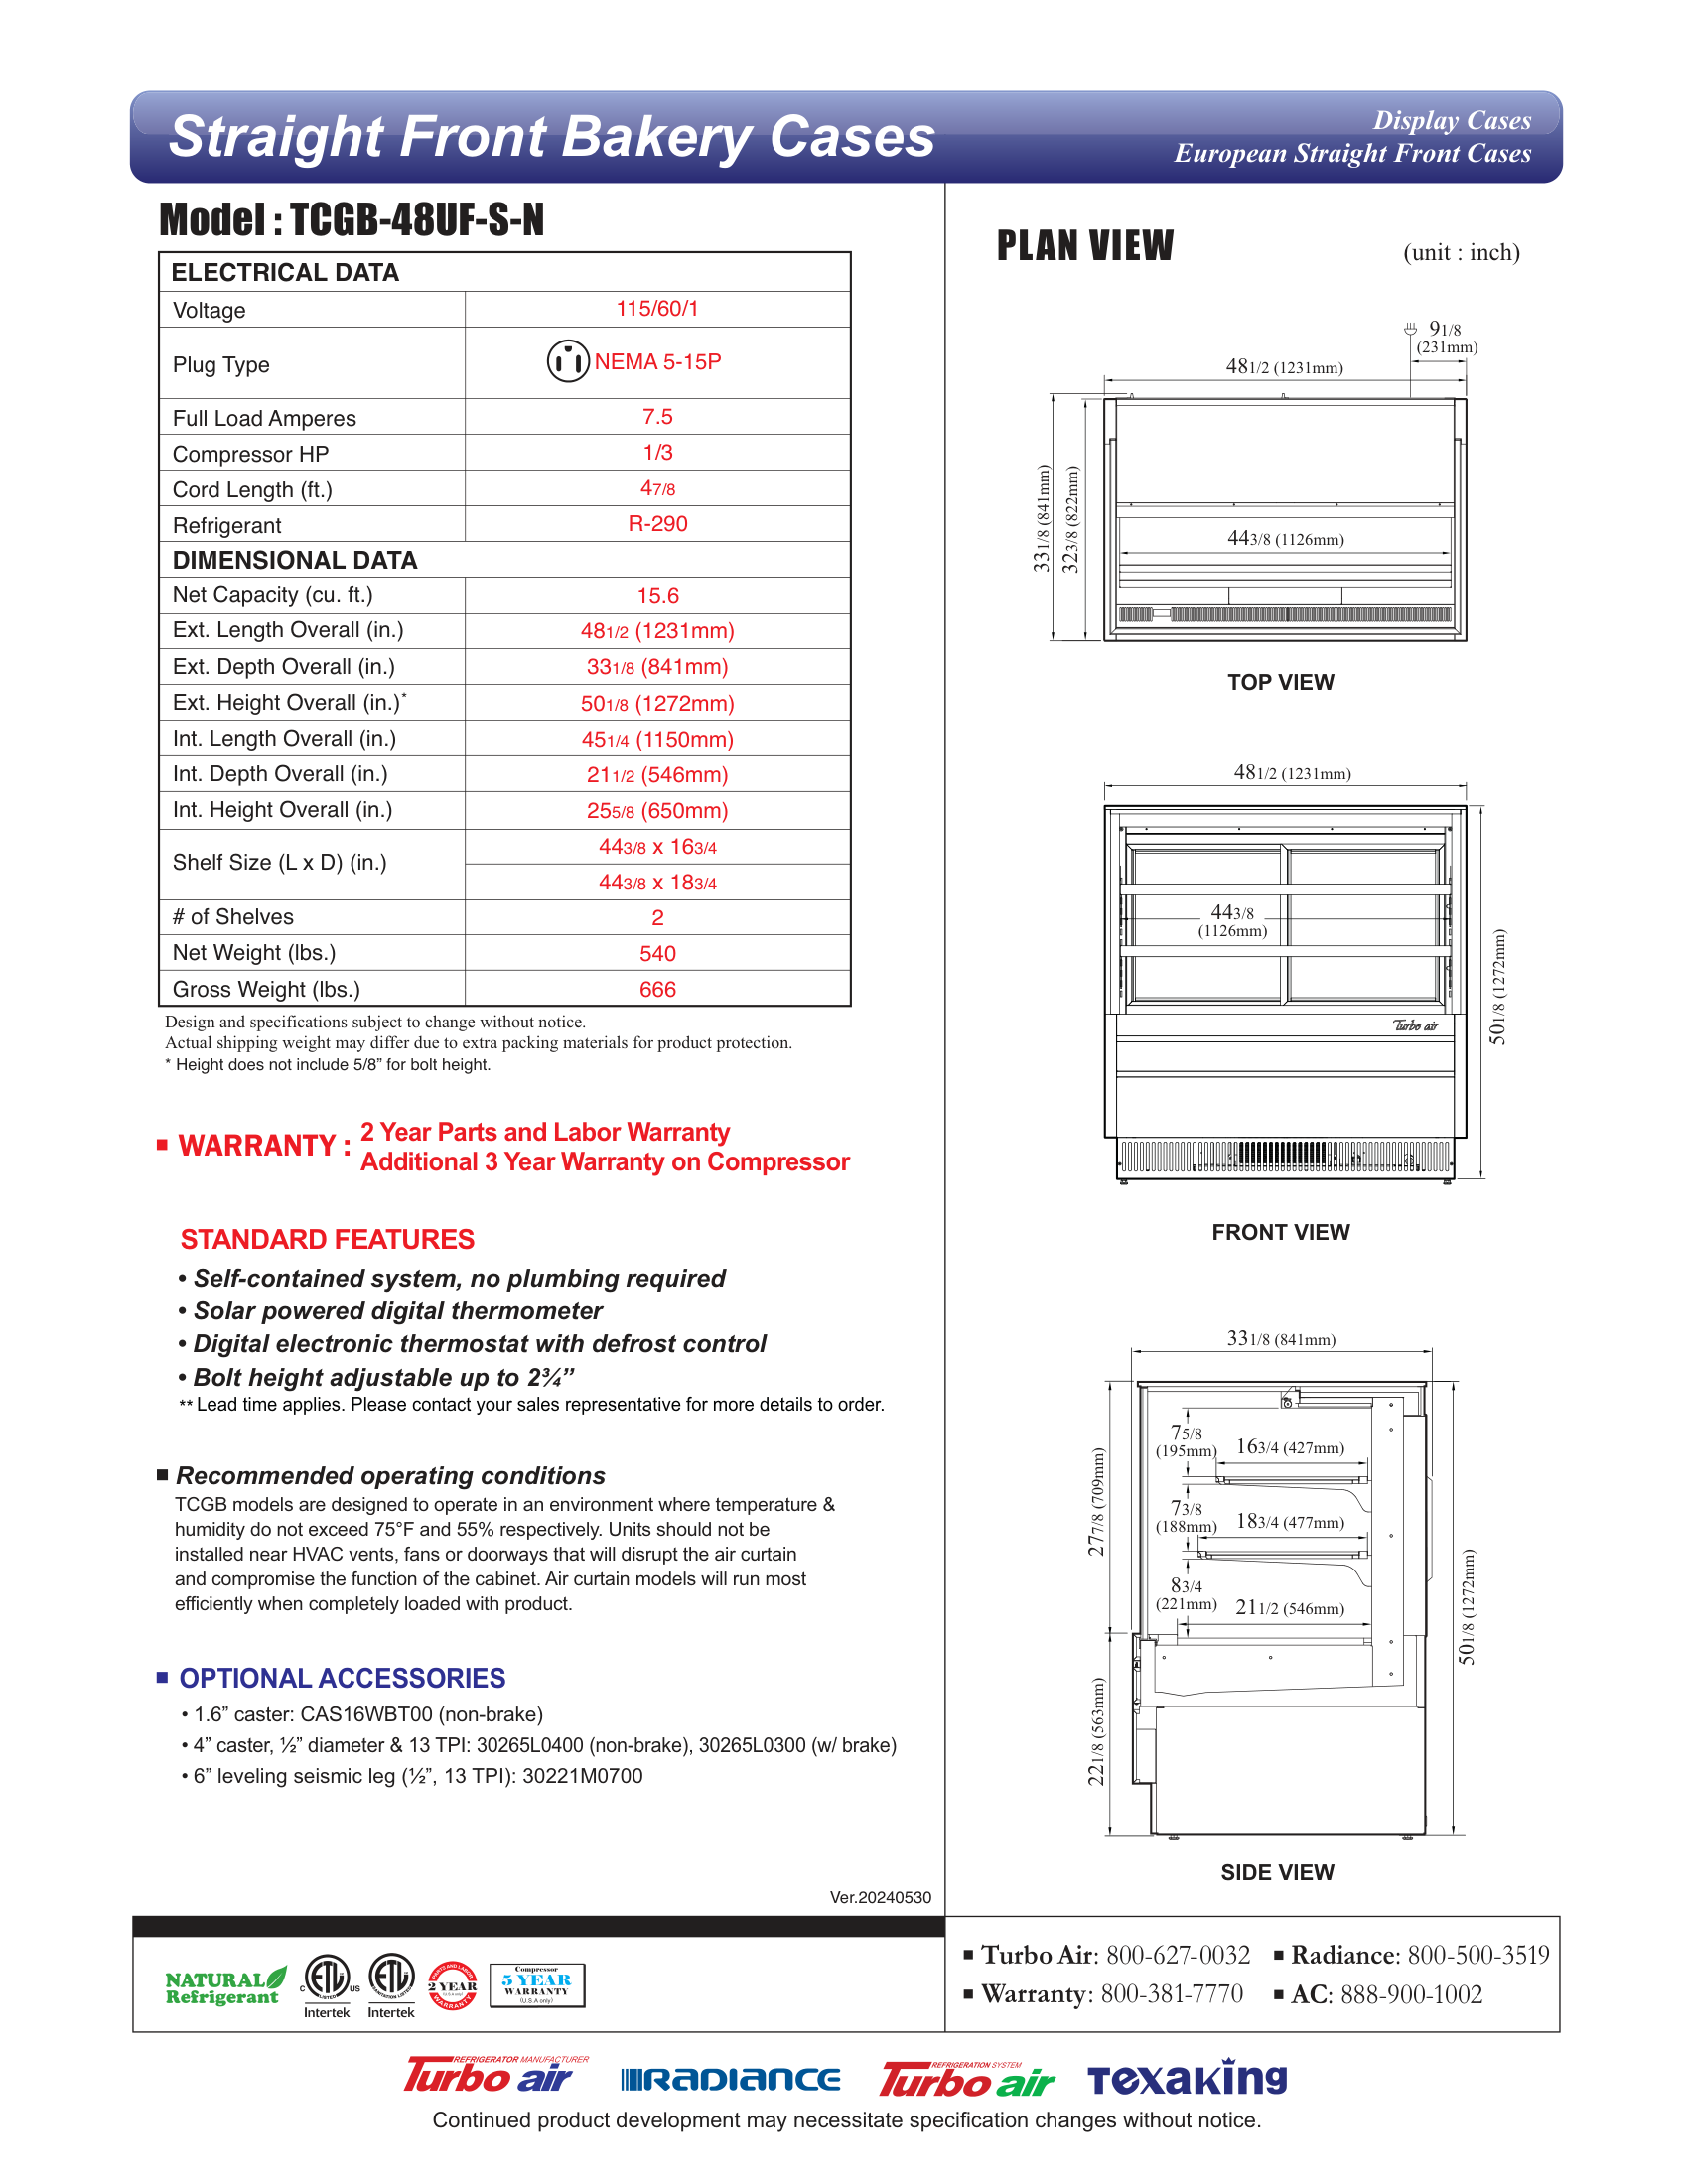 Straight Front Bakery Cases
Display Cases
European Straight Front Cases
Model : TCGB-48UF-S-N
ELECTRICAL DATA
Voltage 115/60/1
Plug Type NEMA 5-15P
Full Load Amperes 7.5
Compressor HP 1/3
Cord Length (ft.) 47/8
Refrigerant R-290
DIMENSIONAL DATA
Net Capacity (cu. ft.) 15.6
Ext. Length Overall (in.) 481/2 (1231mm)
Ext. Depth Overall (in.) 331/8 (841mm)
Ext. Height Overall (in.)* 501/8 (1272mm)
Int. Length Overall (in.) 451/4 (1150mm)
Int. Depth Overall (in.) 211/2 (546mm)
Int. Height Overall (in.) 255/8 (650mm)
Shelf Size (L x D) (in.) 443/8 x 163/4
443/8 x 183/4
# of Shelves 2
Net Weight (lbs.) 540
Gross Weight (lbs.) 666
Design and specifications subject to change without notice.
Actual shipping weight may differ due to extra packing materials for product protection.
* Height does not include 5/8” for bolt height.
■ WARRANTY : 2 Year Parts and Labor Warranty
Additional 3 Year Warranty on Compressor
STANDARD FEATURES
• Self-contained system, no plumbing required
• Solar powered digital thermometer
• Digital electronic thermostat with defrost control
• Bolt height adjustable up to 2¾”
** Lead time applies. Please contact your sales representative for more details to order.
■ Recommended operating conditions
TCGB models are designed to operate in an environment where temperature &
humidity do not exceed 75°F and 55% respectively. Units should not be
installed near HVAC vents, fans or doorways that will disrupt the air curtain
and compromise the function of the cabinet. Air curtain models will run most
efficiently when completely loaded with product.
■ OPTIONAL ACCESSORIES
• 1.6” caster: CAS16WBT00 (non-brake)
• 4” caster, ½” diameter & 13 TPI: 30265L0400 (non-brake), 30265L0300 (w/ brake)
• 6” leveling seismic leg (½”, 13 TPI): 30221M0700
Ver.20240530
PLAN VIEW
(unit : inch)
91/8
(231mm)
481/2 (1231mm)
331/8 (841mm)
323/8 (822mm)
443/8 (1126mm)
TOP VIEW
481/2 (1231mm)
443/8
(1126mm)
501/8 (1272mm)
Turbo air
FRONT VIEW
331/8 (841mm)
75/8
(195mm)
163/4 (427mm)
277/8 (709mm)
73/8
(188mm)
183/4 (477mm)
83/4
(221mm)
211/2 (546mm)
501/8 (1272mm)
221/8 (563mm)
SIDE VIEW
NATURAL
Refrigerant
C ETL US
LISTED
Intertek
ETL
SANITATION LISTED
Intertek
PARTS AND LABOR
2 YEAR
WARRANTY
Compressor
5 YEAR
WARRANTY
(U.S.A only)
■ Turbo Air: 800-627-0032 ■ Radiance: 800-500-3519
■ Warranty: 800-381-7770 ■ AC: 888-900-1002
REFRIGERATOR MANUFACTURER
Turbo air
RADIANCE
REFRIGERATION SYSTEM
Turbo air
Texaking
Continued product development may necessitate specification changes without notice.